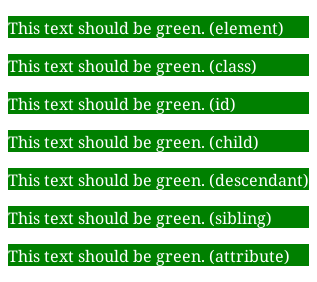 This text should be green. (element)
This text should be green. (class)
This text should be green. (id)
This text should be green. (child)
This text should be green. (descendant)
This text should be green. (sibling)
This text should be green. (attribute)